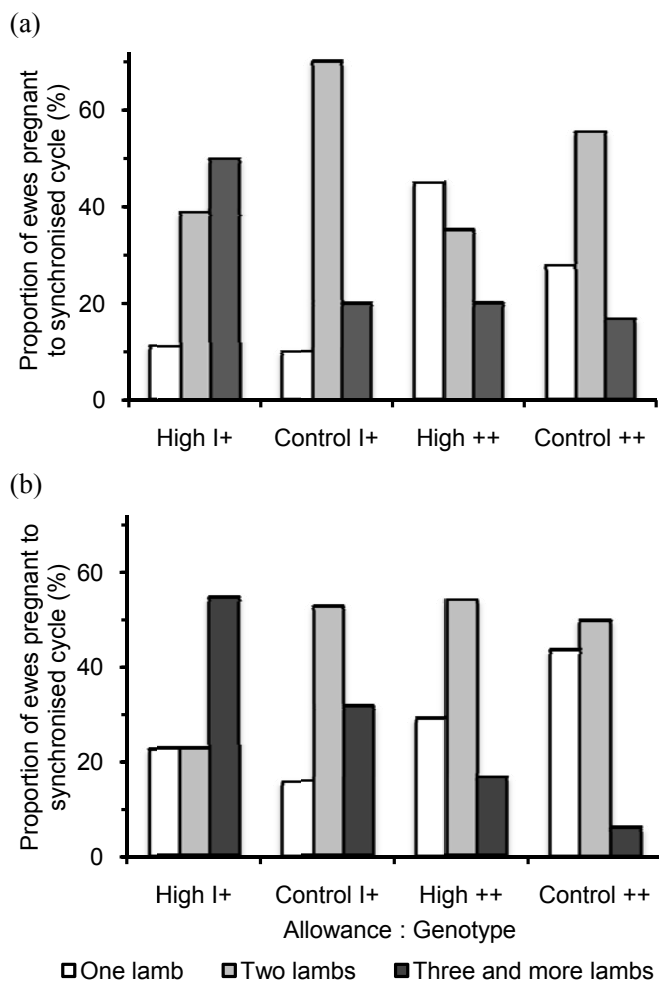 (a)
Proportion of ewes pregnant
to synchronised cycle (%)
60
40
20
0
High I+ Control I+ High ++ Control ++
(b)
Proportion of ewes pregnant to
synchronised cycle (%)
60
40
20
0
High I+ Control I+ High ++ Control ++
Allowance : Genotype
One lamb Two lambs Three and more lambs